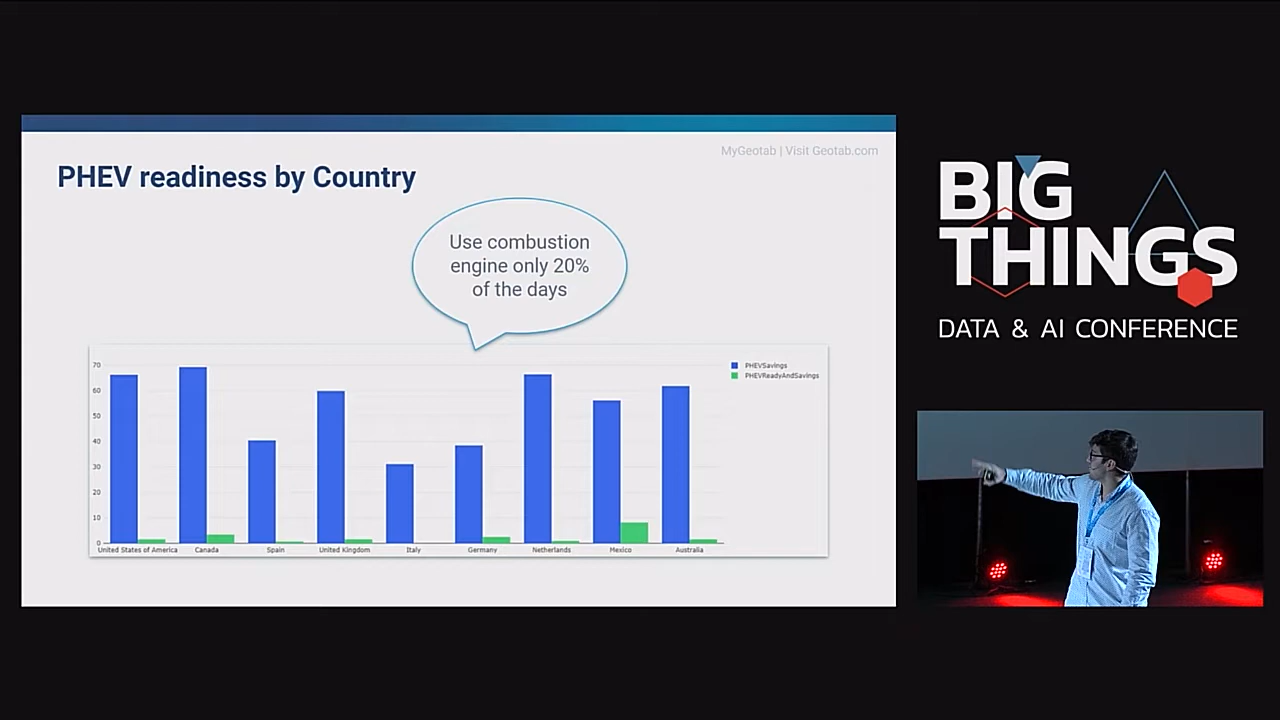 MyGeotab | Visit Geotab.com
PHEV readiness by Country
Use combustion
engine only 20%
of the days
70
60
50
40
30
20
10
0
PHEVSavings
PHEVReadyAndSavings
United States of America
Canada
Spain
United Kingdom
Italy
Germany
Netherlands
Mexico
Australia
BIG
THINGS
DATA & AI CONFERENCE